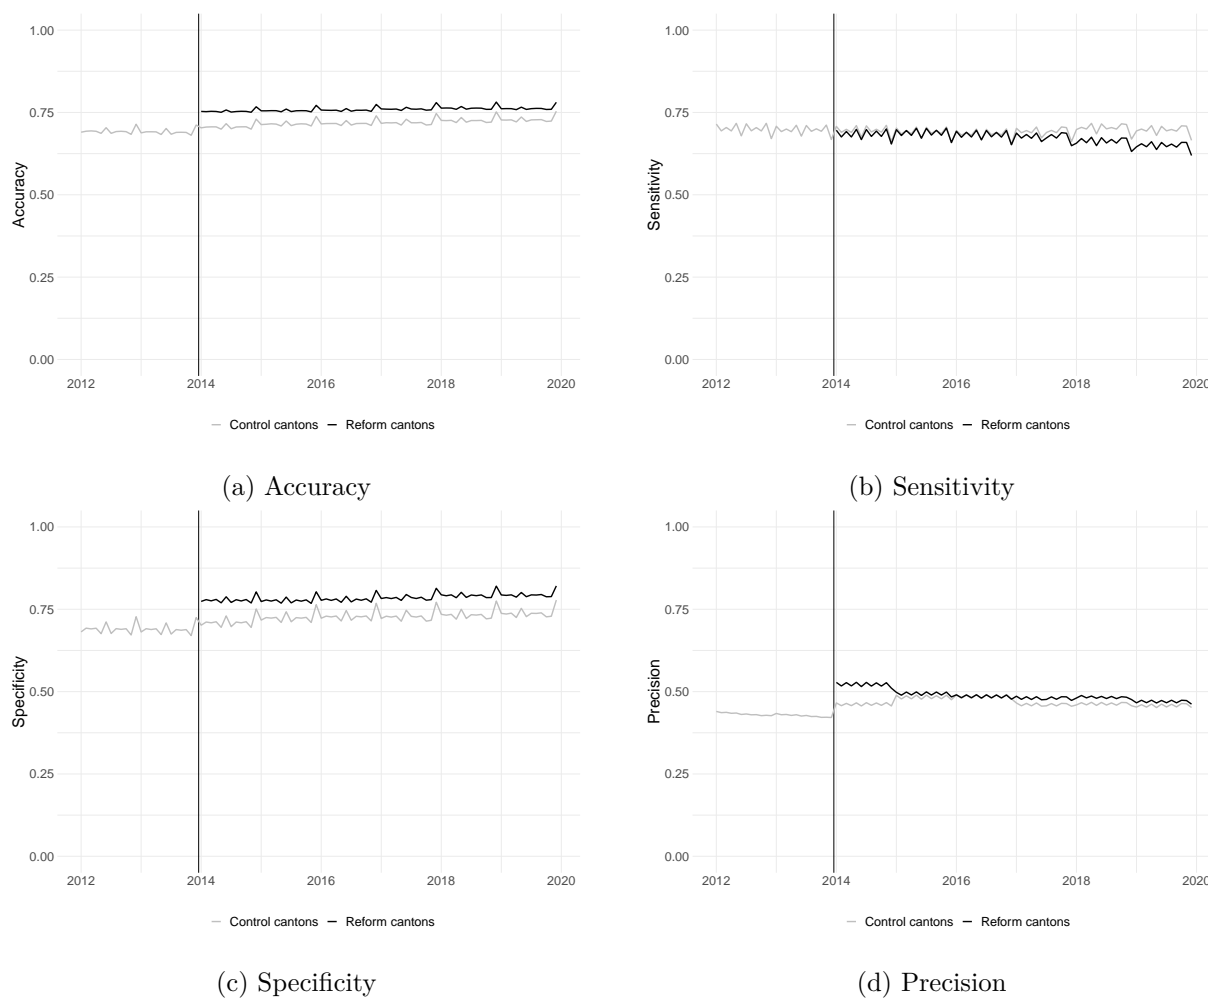 1.00
0.75
0.50
0.25
0.00
Accuracy
2012 2014 2016 2018 2020
Control cantons Reform cantons
(a) Accuracy
1.00
0.75
0.50
0.25
0.00
Sensitivity
2012 2014 2016 2018 2020
Control cantons Reform cantons
(b) Sensitivity
1.00
0.75
0.50
0.25
0.00
Specificity
2012 2014 2016 2018 2020
Control cantons Reform cantons
(c) Specificity
1.00
0.75
0.50
0.25
0.00
Precision
2012 2014 2016 2018 2020
Control cantons Reform cantons
(d) Precision